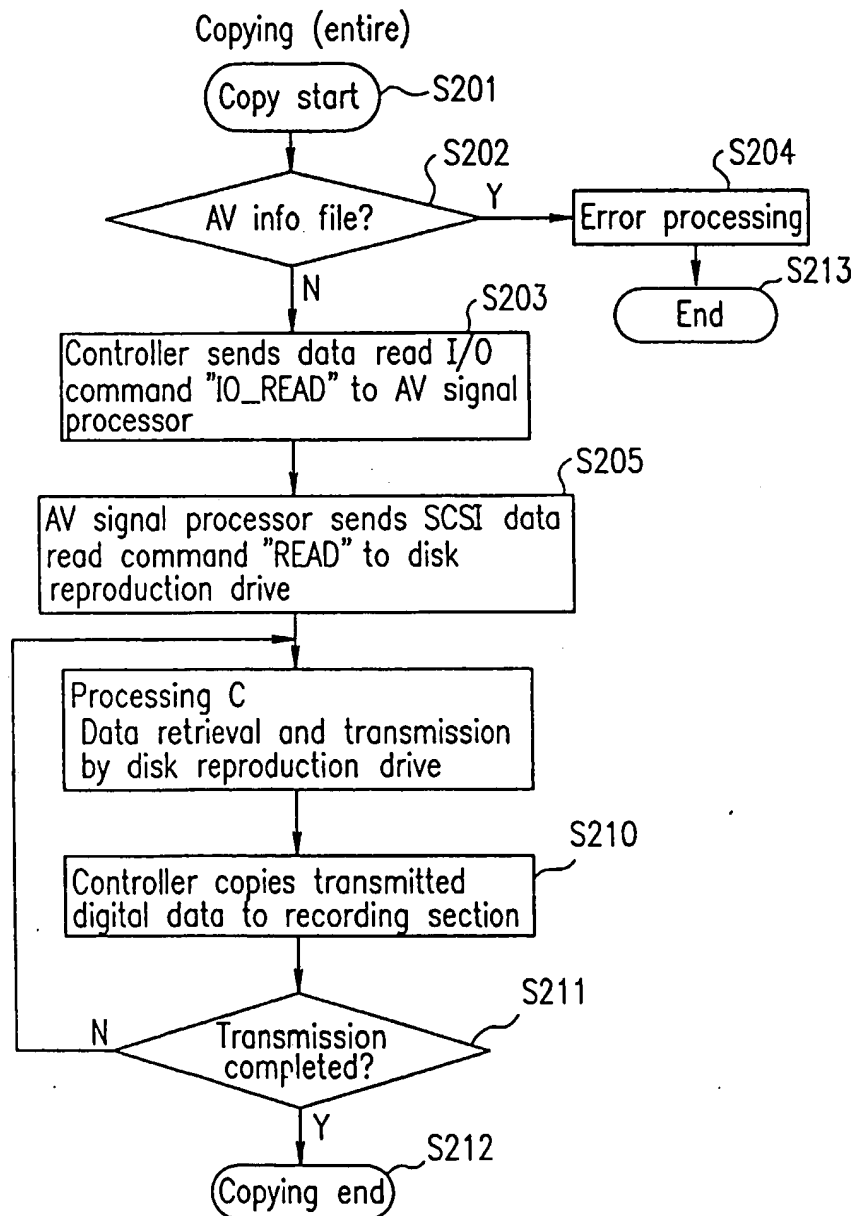 Copying (entire)
Copy start
S201
S202
AV info file?
Y
S204
Error processing
N
S213
End
S203
Controller sends data read I/O
command "IO_READ" to AV signal
processor
S205
AV signal processor sends SCSI data
read command "READ" to disk
reproduction drive
Processing C
Data retrieval and transmission
by disk reproduction drive
S210
Controller copies transmitted
digital data to recording section
S211
N
Transmission
completed?
Y
S212
Copying end